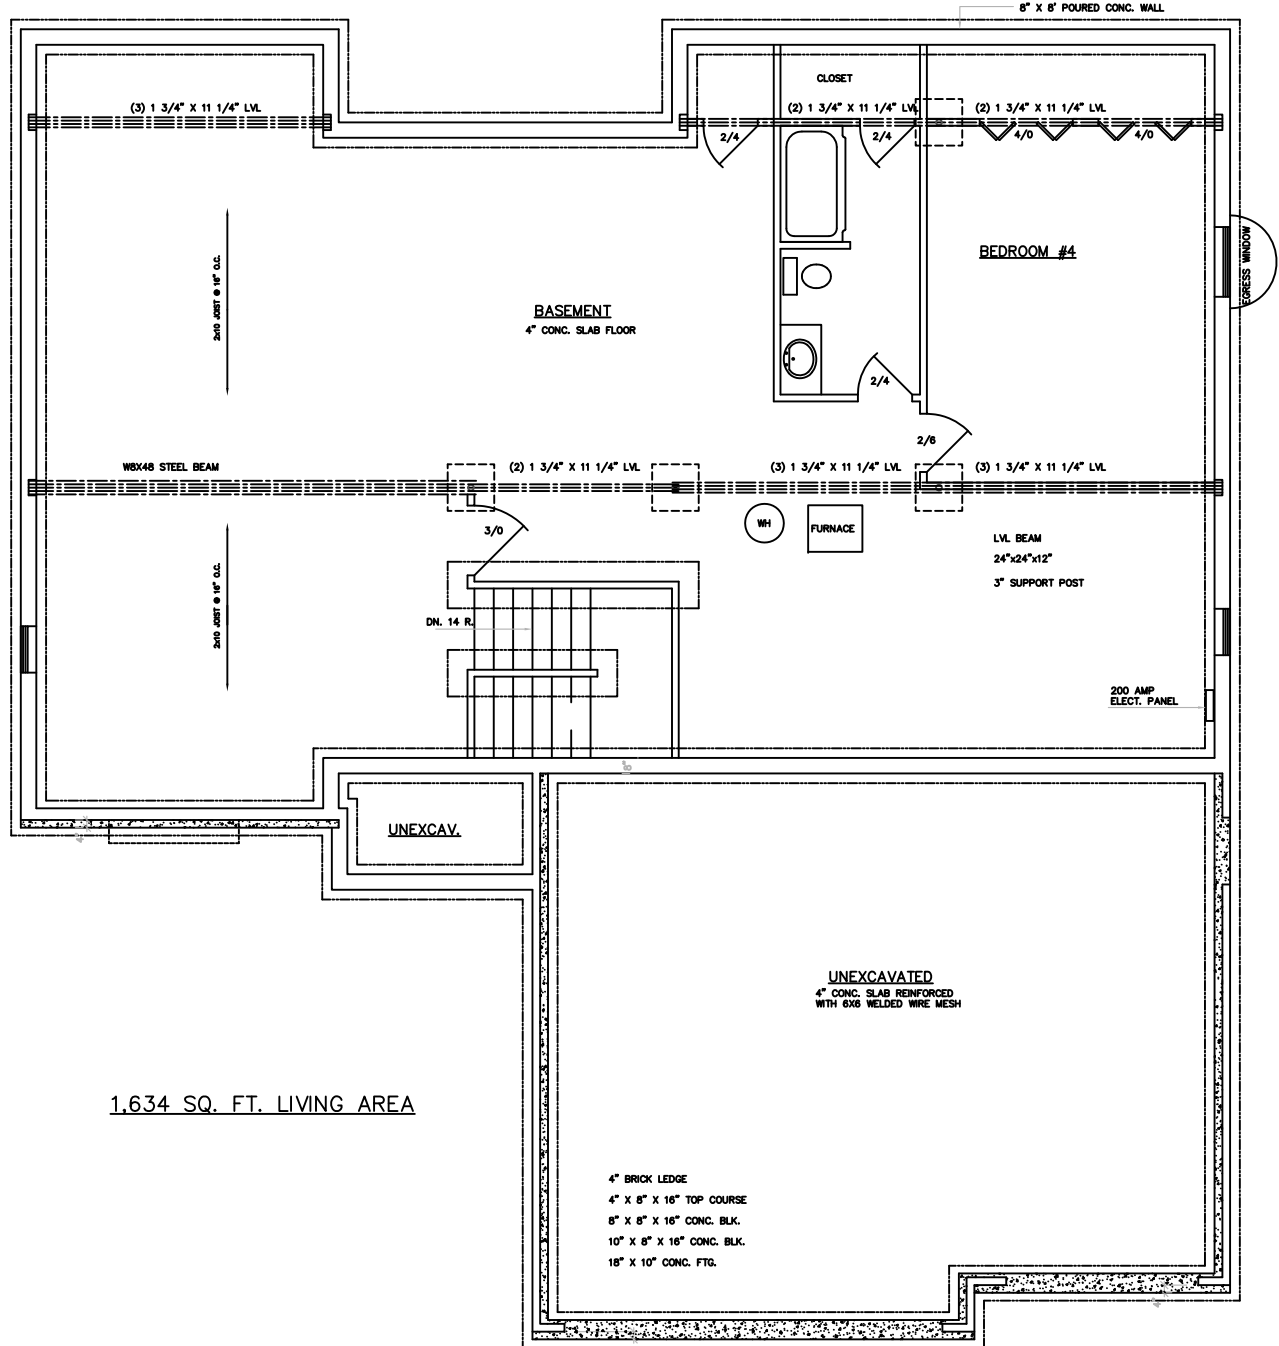 8" X 8' POURED CONC. WALL
CLOSET
(3) 1 3/4" X 11 1/4" LVL
(2) 1 3/4" X 11 1/4" LVL
(2) 1 3/4" X 11 1/4" LVL
2/4
2/4
4/0
4/0
BEDROOM #4
EGRESS WINDOW
2x10 JOIST @ 16" O.C.
BASEMENT
4" CONC. SLAB FLOOR
2/4
2/6
W8X48 STEEL BEAM
(2) 1 3/4" X 11 1/4" LVL
(3) 1 3/4" X 11 1/4" LVL
(3) 1 3/4" X 11 1/4" LVL
3/0
WH
FURNACE
LVL BEAM
24"x24"x12"
3" SUPPORT POST
2x10 JOIST @ 16" O.C.
DN. 14 R.
200 AMP
ELECT. PANEL
8"
UNEXCAV.
UNEXCAVATED
4" CONC. SLAB REINFORCED
WITH 6X6 WELDED WIRE MESH
1,634 SQ. FT. LIVING AREA
4" BRICK LEDGE
4" X 8" X 16" TOP COURSE
8" X 8" X 16" CONC. BLK.
10" X 8" X 16" CONC. BLK.
18" X 10" CONC. FTG.